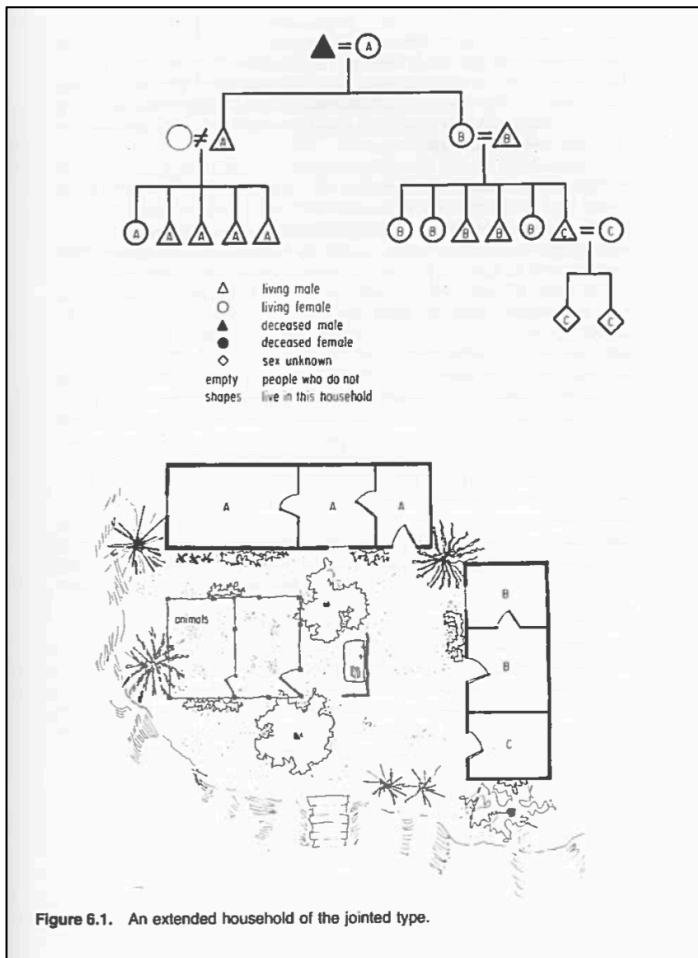 A
A B B
A A A A A B B B B B C C
C C
living male
living female
deceased male
deceased female
sex unknown
empty people who do not
shapes live in this household
A A A
B
animals
B
C
Figure 6.1. An extended household of the jointed type.